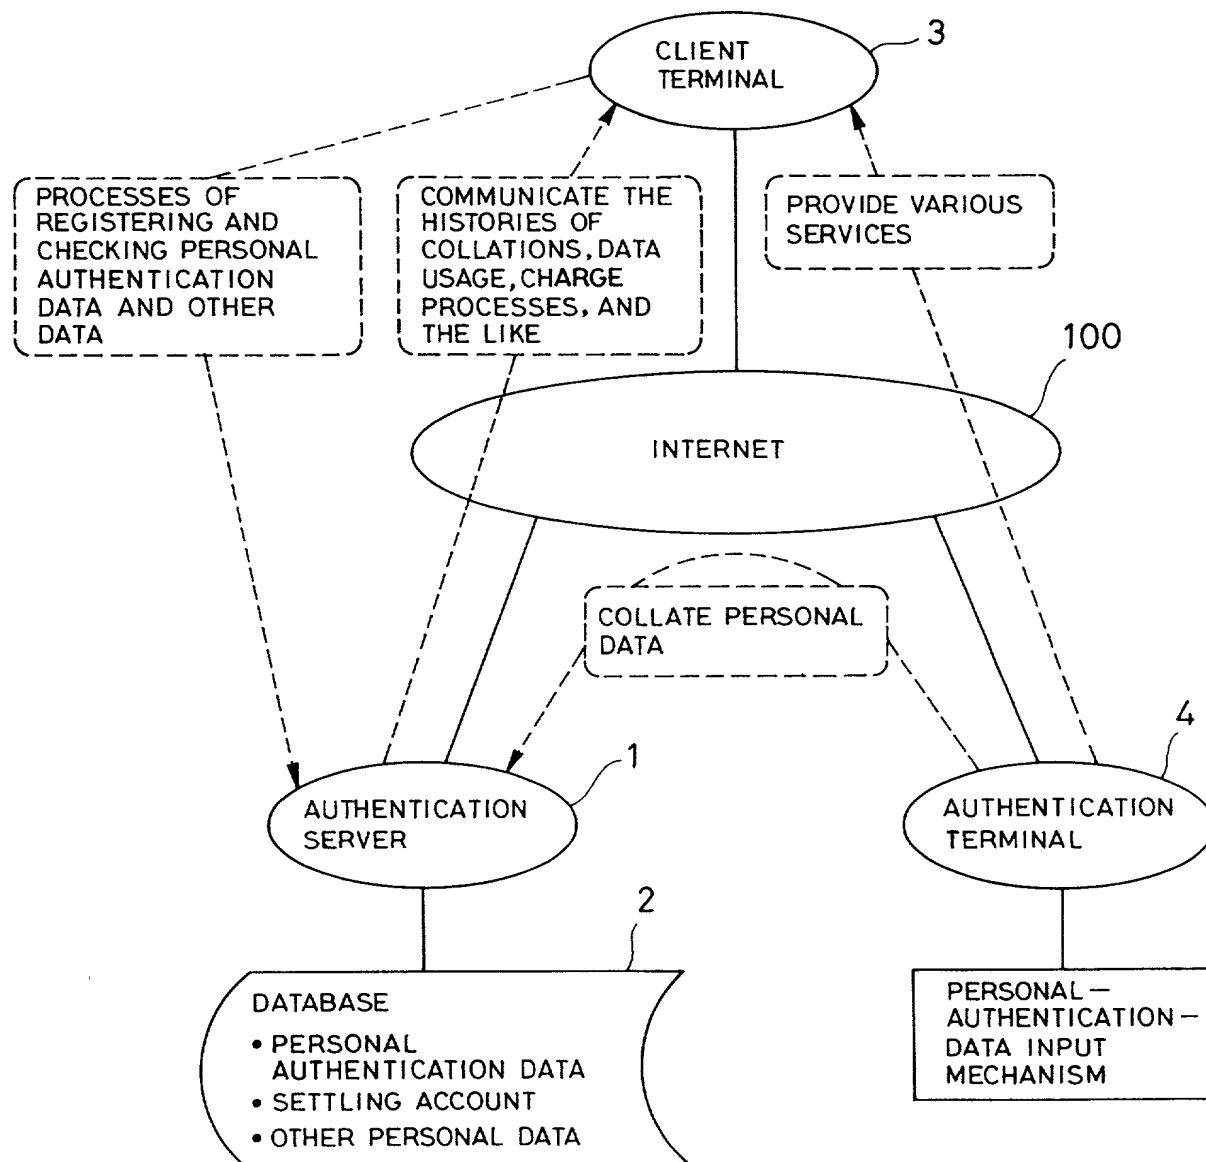 CLIENT
TERMINAL
3
PROCESSES OF
REGISTERING AND
CHECKING PERSONAL
AUTHENTICATION
DATA AND OTHER
DATA
COMMUNICATE THE
HISTORIES OF
COLLATIONS, DATA
USAGE, CHARGE
PROCESSES, AND
THE LIKE
PROVIDE VARIOUS
SERVICES
100
INTERNET
COLLATE PERSONAL
DATA
1
AUTHENTICATION
SERVER
4
AUTHENTICATION
TERMINAL
2
DATABASE
• PERSONAL
AUTHENTICATION DATA
• SETTLING ACCOUNT
• OTHER PERSONAL DATA
PERSONAL—
AUTHENTICATION—
DATA INPUT
MECHANISM